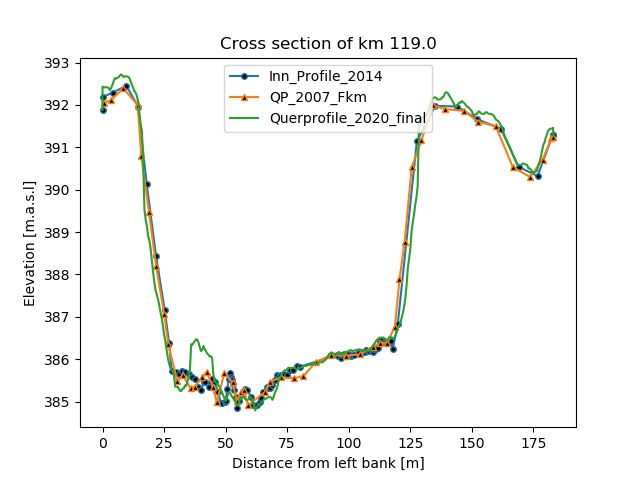 Cross section of km 119.0
Inn_Profile_2014
QP_2007_Fkm
Querprofile_2020_final
Elevation [m.a.s.l]
393
392
391
390
389
388
387
386
385
0 25 50 75 100 125 150 175
Distance from left bank [m]